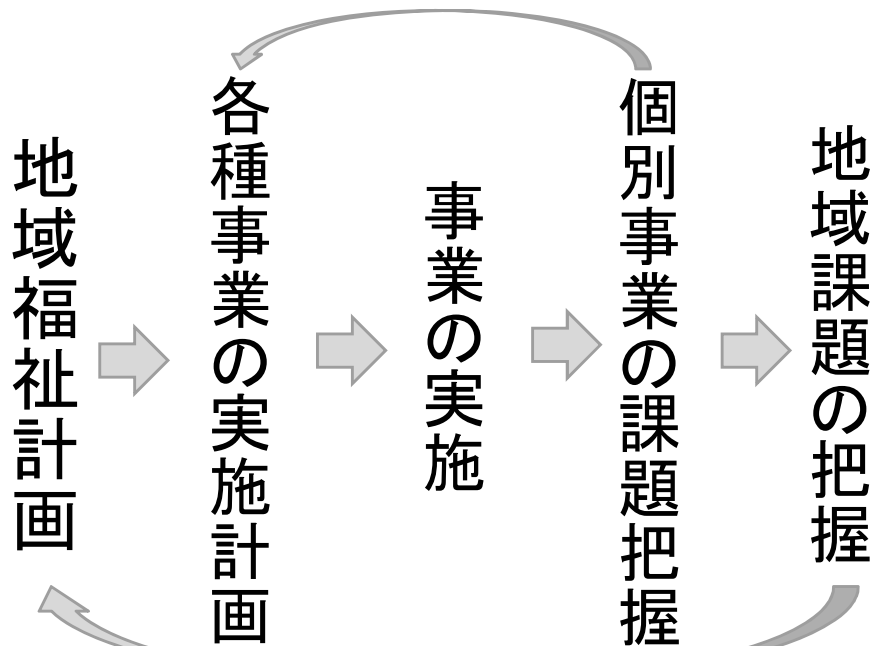 地域福祉計画
各種事業の実施計画
事業の実施
個別事業の課題把握
地域課題の把握